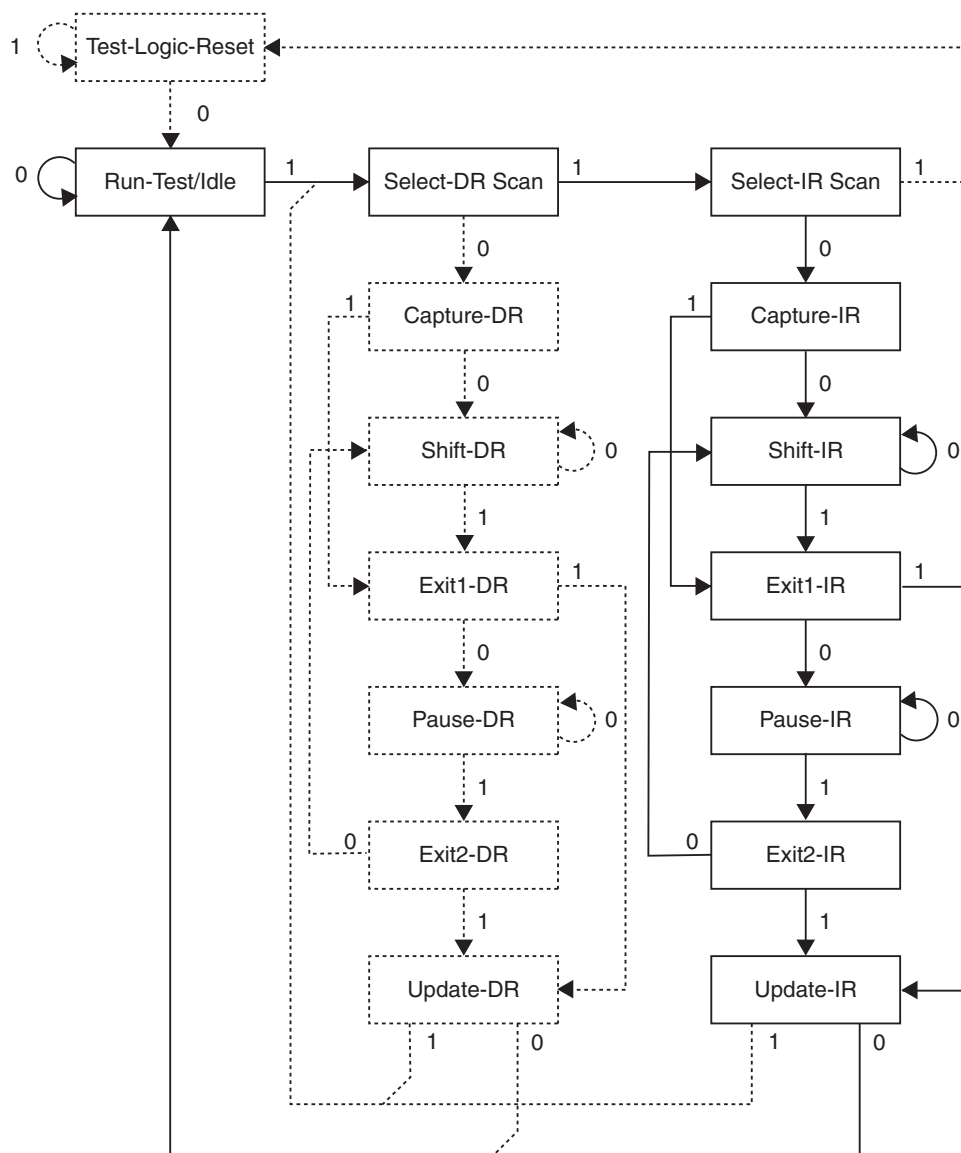 1
Test-Logic-Reset
0
0
Run-Test/Idle
1
Select-DR Scan
1
Select-IR Scan
1
0
0
1
Capture-DR
1
Capture-IR
0
0
Shift-DR
0
Shift-IR
0
1
1
Exit1-DR
1
Exit1-IR
1
0
0
Pause-DR
0
Pause-IR
0
1
1
0
Exit2-DR
0
Exit2-IR
1
1
Update-DR
Update-IR
1
0
1
0